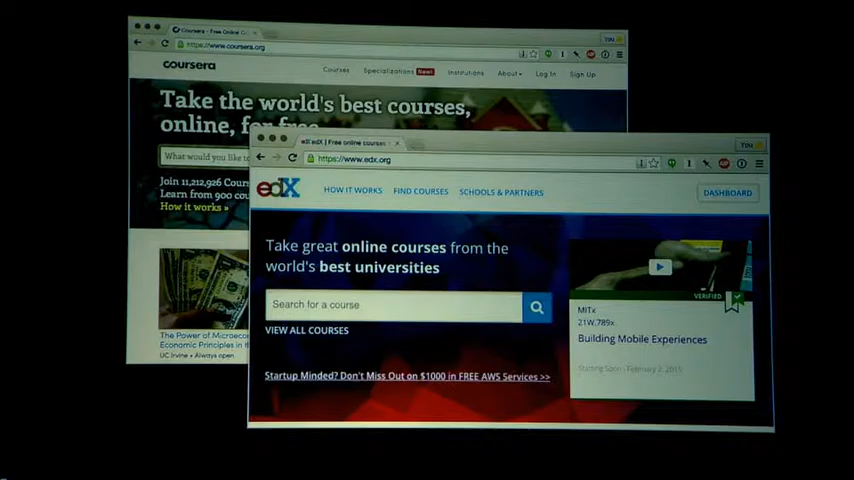 Coursera - Free Online Co
You
https://www.coursera.org
coursera
Courses
Specializations New!
Institutions
About
Log In
Sign Up
Take the world's best courses,
online, for free.
What would you like to
Join 11,212,926 Cours
Learn from 900 cou
How it works »
The Power of Microecon
Economic Principles in t
UC Irvine • Always open
edX | Free online courses
You
https://www.edx.org
edX
HOW IT WORKS
FIND COURSES
SCHOOLS & PARTNERS
DASHBOARD
Take great online courses from the
world's best universities
Search for a course
VIEW ALL COURSES
Startup Minded? Don't Miss Out on $1000 in FREE AWS Services >>
VERIFIED
MITx
21W.789x
Building Mobile Experiences
Starting Soon - February 2, 2015